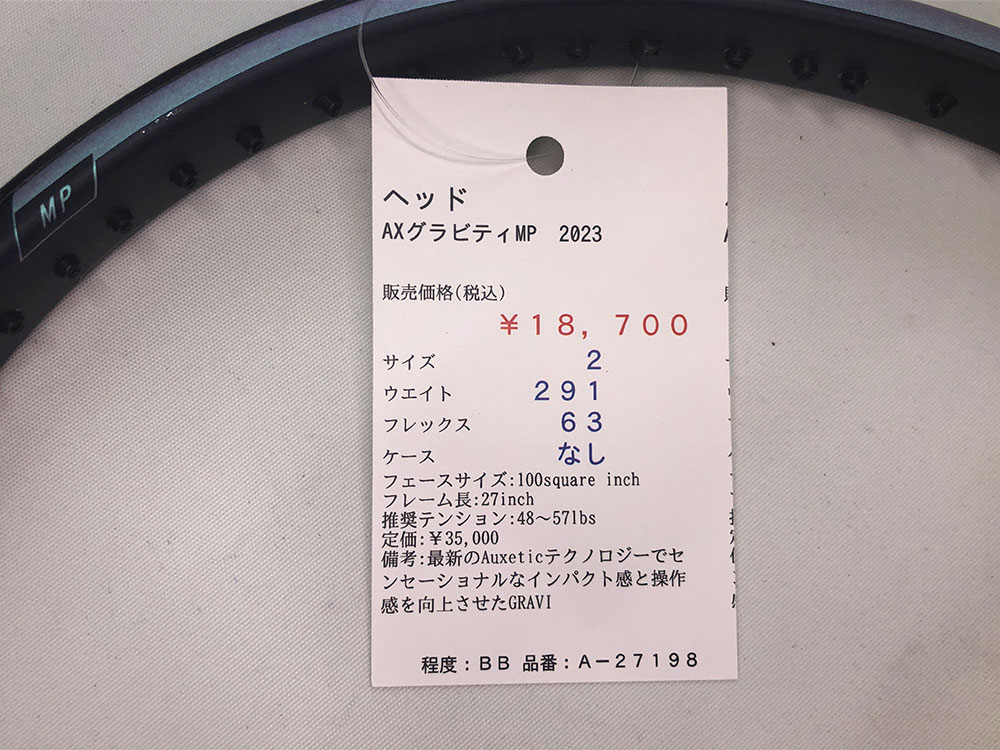 MP
ヘッド
AXグラビティMP 2023
販売価格(税込)
¥18,700
サイズ 2
ウエイト 291
フレックス 63
ケース なし
フェースサイズ:100square inch
フレーム長:27inch
推奨テンション:48～57lbs
定価:¥35,000
備考:最新のAuxeticテクノロジーでセ
ンセーショナルなインパクト感と操作
感を向上させたGRAVI
程度:BB 品番:A－27198